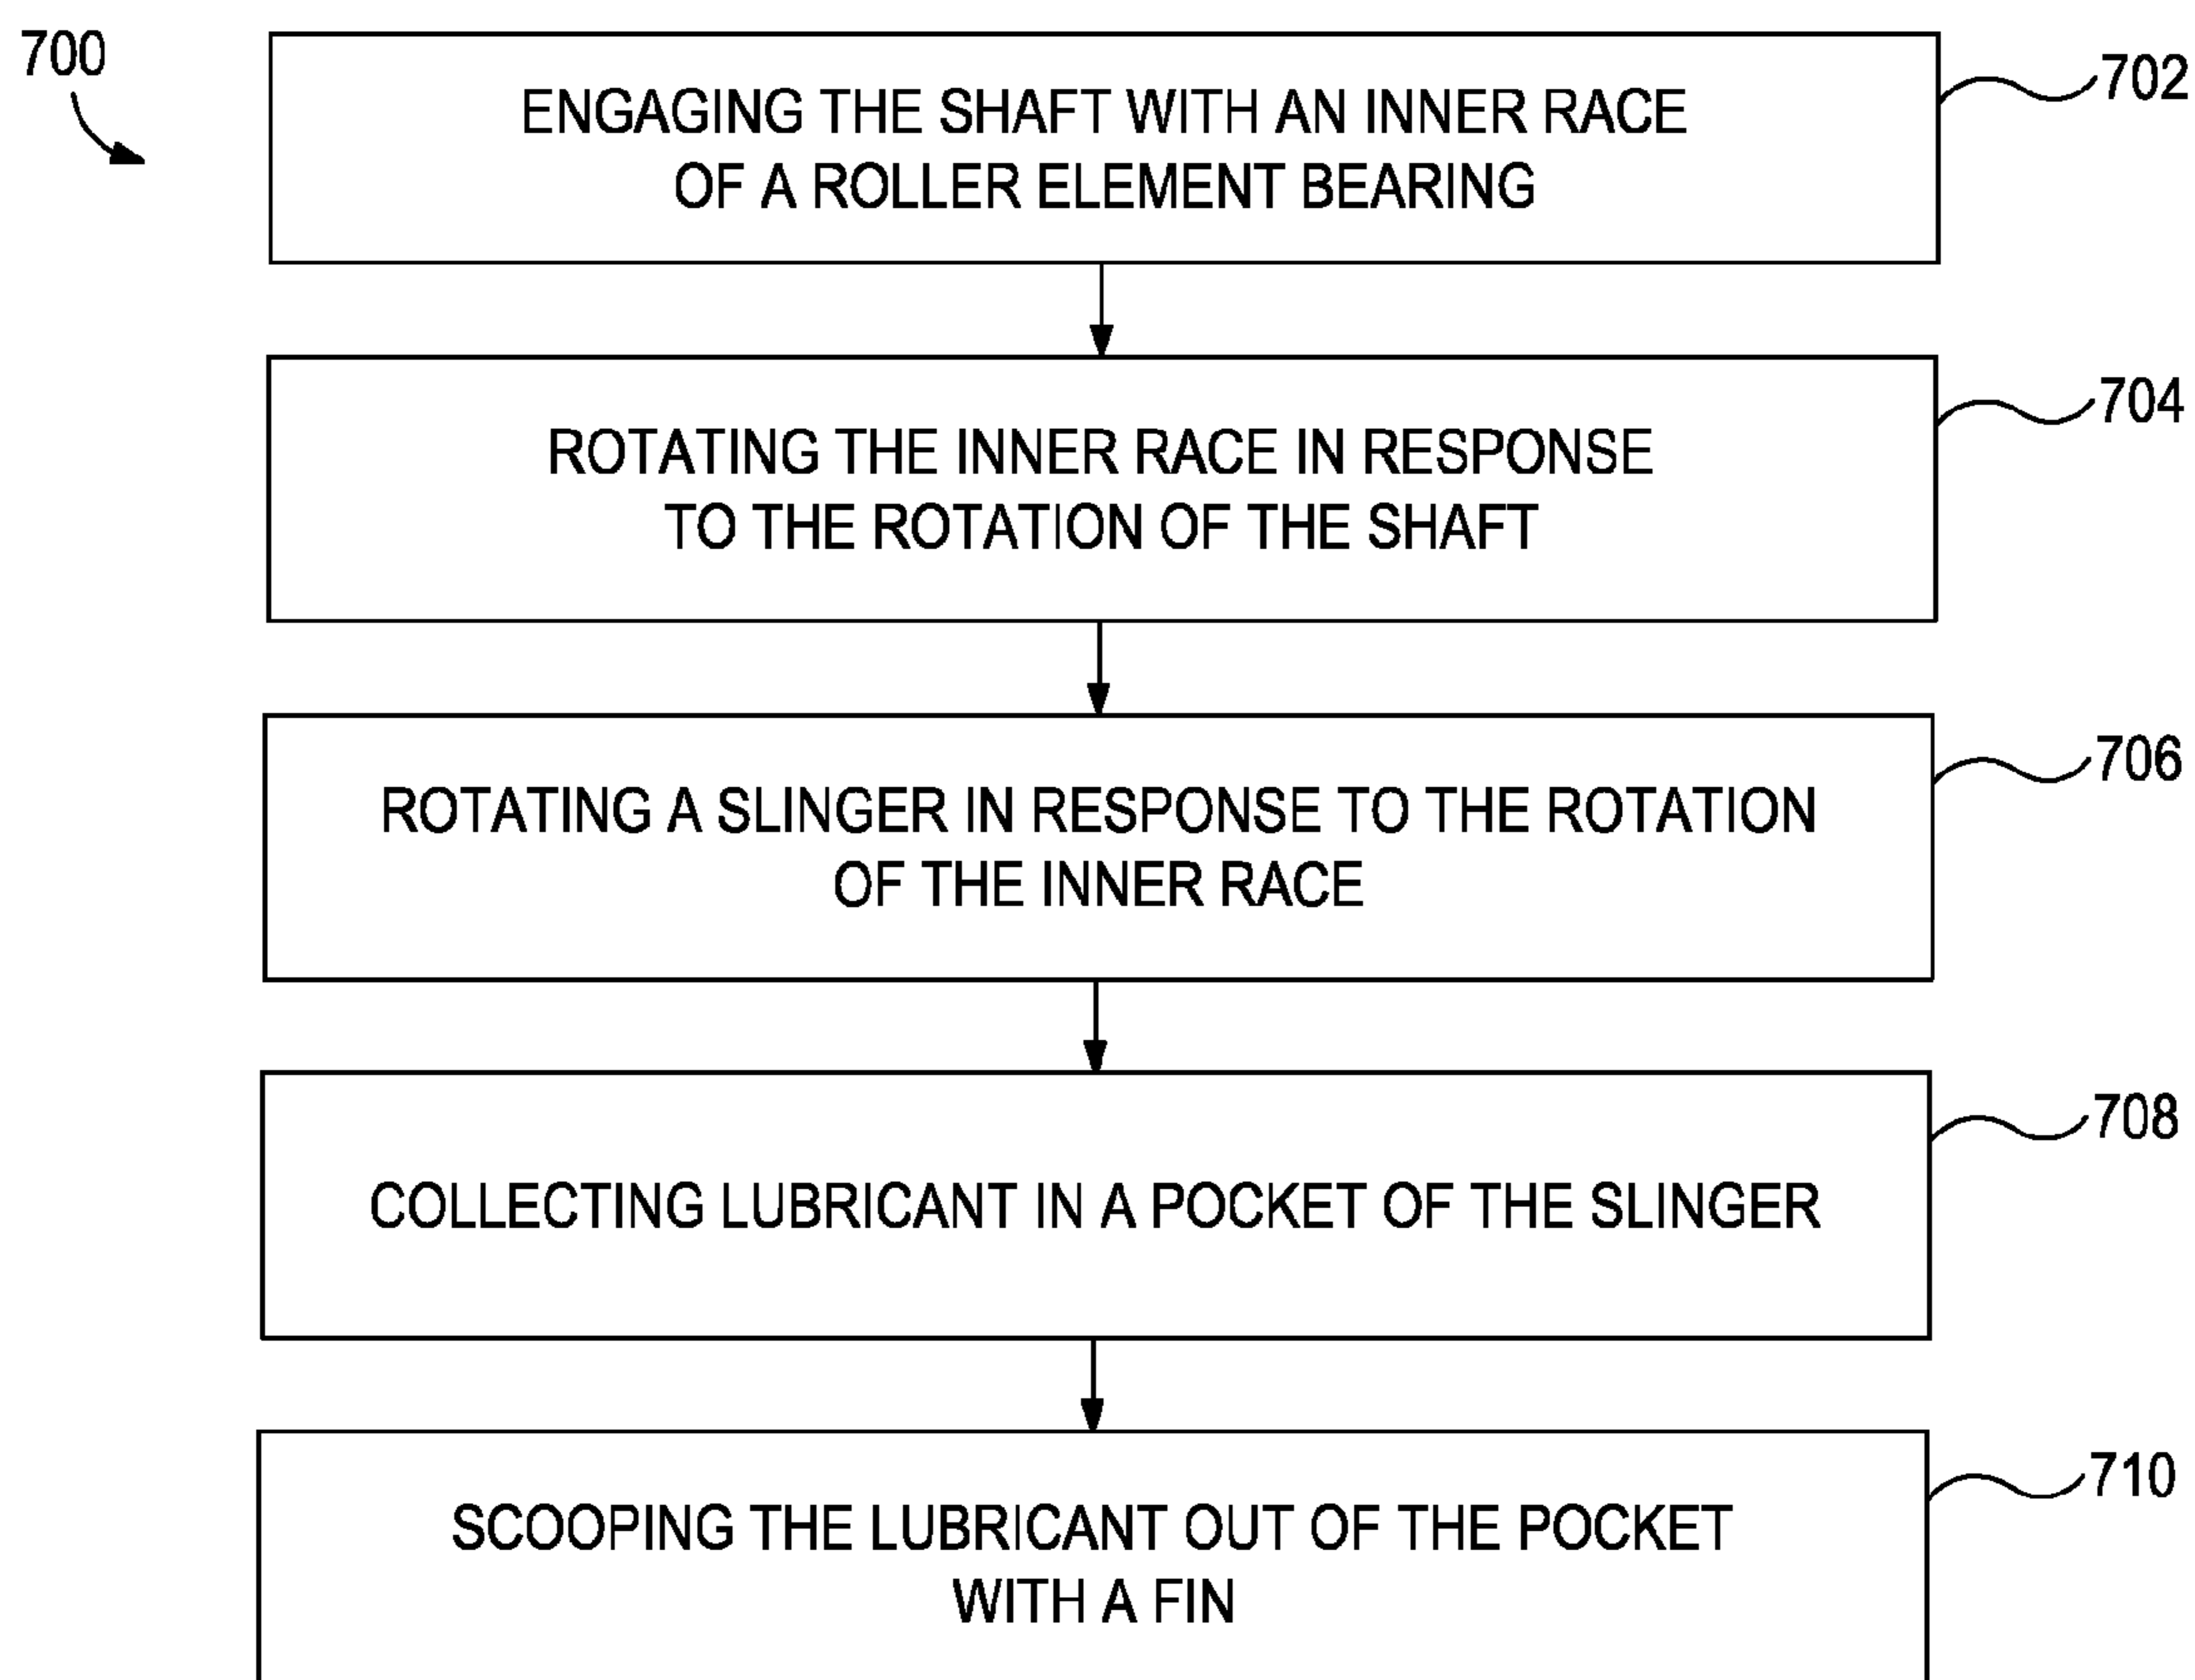 700
ENGAGING THE SHAFT WITH AN INNER RACE
OF A ROLLER ELEMENT BEARING
702
ROTATING THE INNER RACE IN RESPONSE
TO THE ROTATION OF THE SHAFT
704
ROTATING A SLINGER IN RESPONSE TO THE ROTATION
OF THE INNER RACE
706
COLLECTING LUBRICANT IN A POCKET OF THE SLINGER
708
SCOOPING THE LUBRICANT OUT OF THE POCKET
WITH A FIN
710